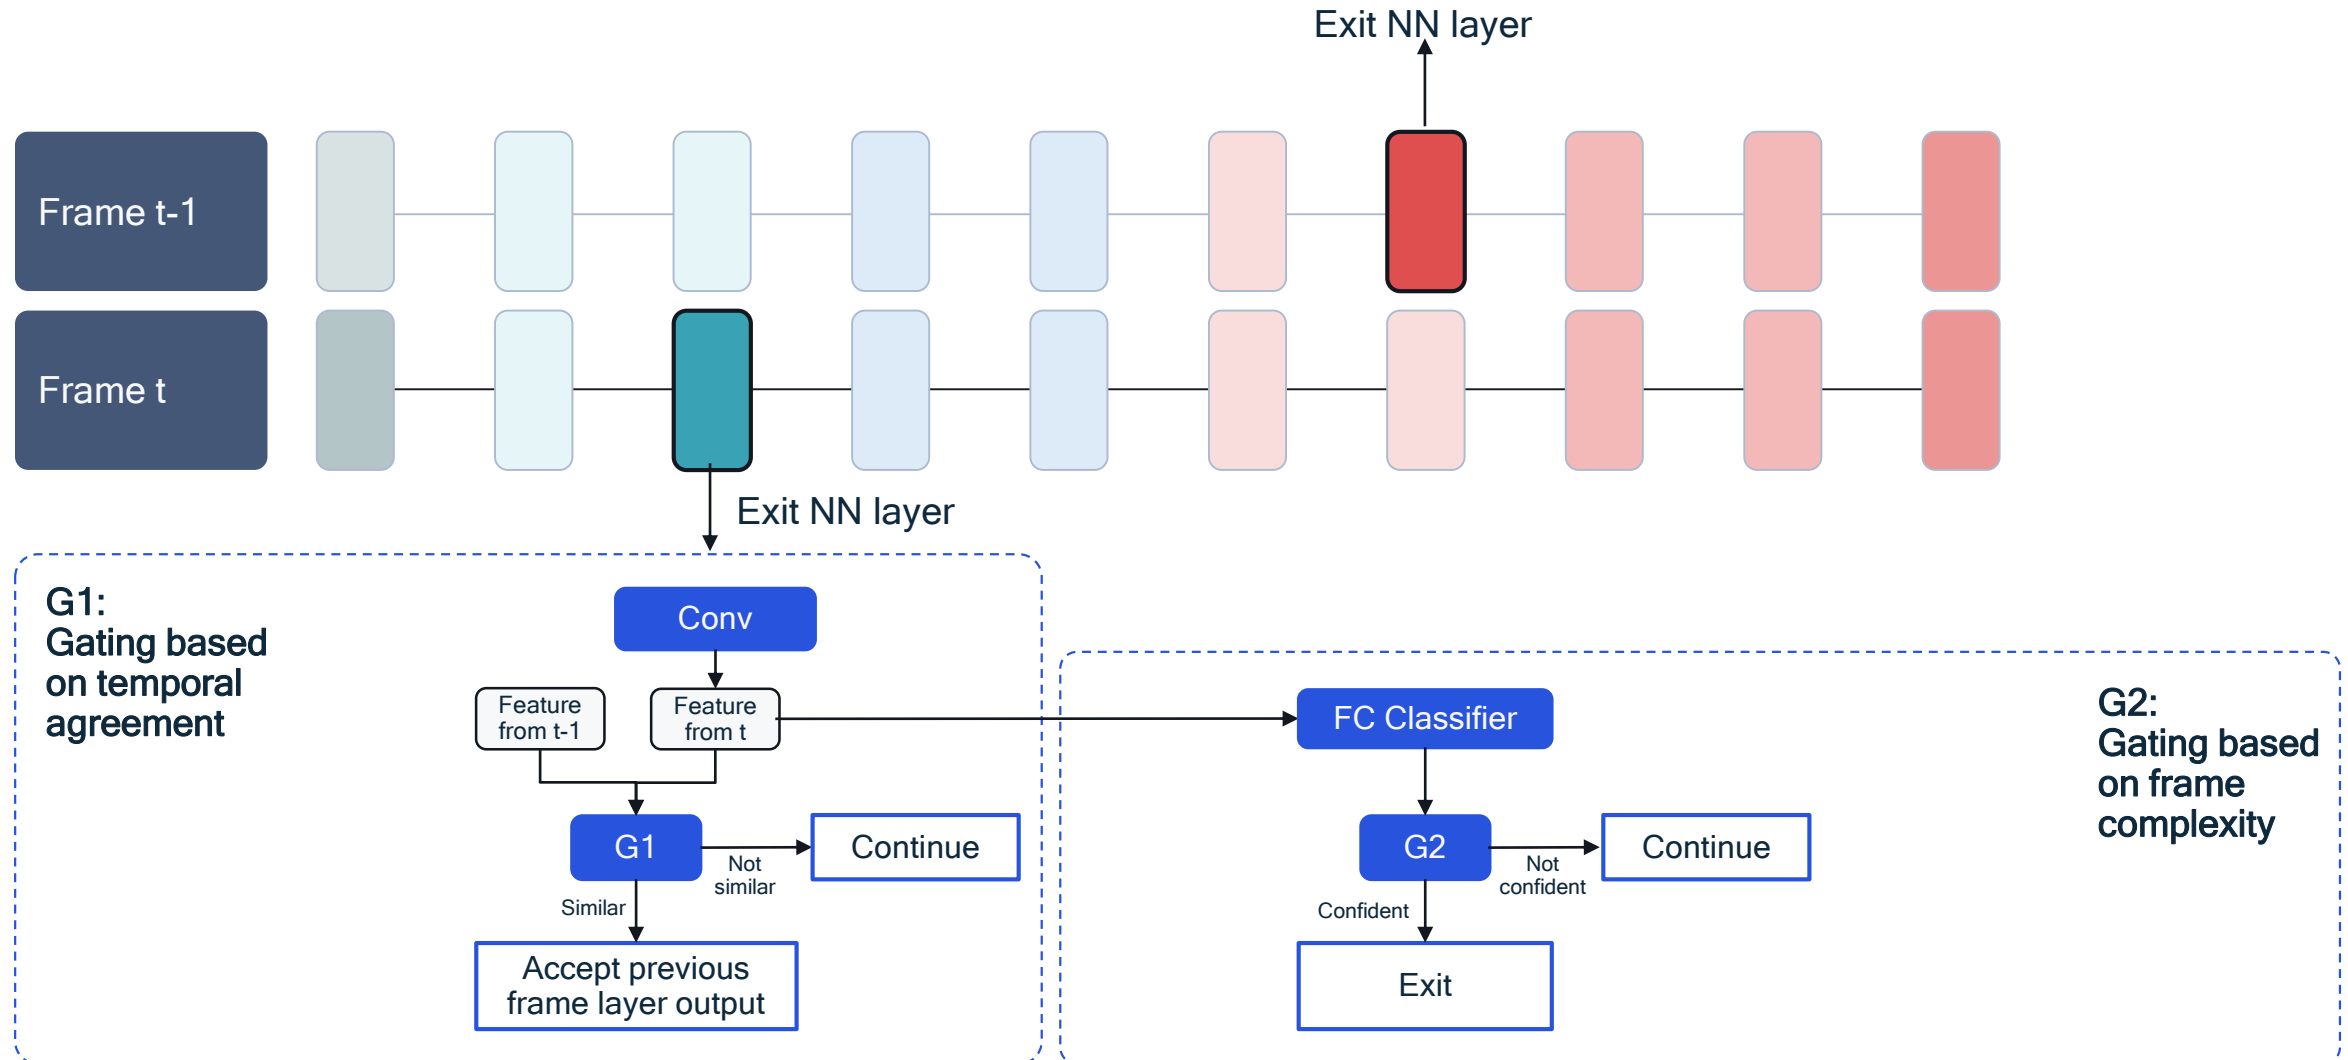 Exit NN layer
Frame t-1
Frame t
Exit NN layer
G1:
Gating based
on temporal
agreement
Conv
Feature
from t-1
Feature
from t
G1
Not
similar
Continue
Similar
Accept previous
frame layer output
FC Classifier
G2:
Gating based
on frame
complexity
G2
Not
confident
Continue
Confident
Exit